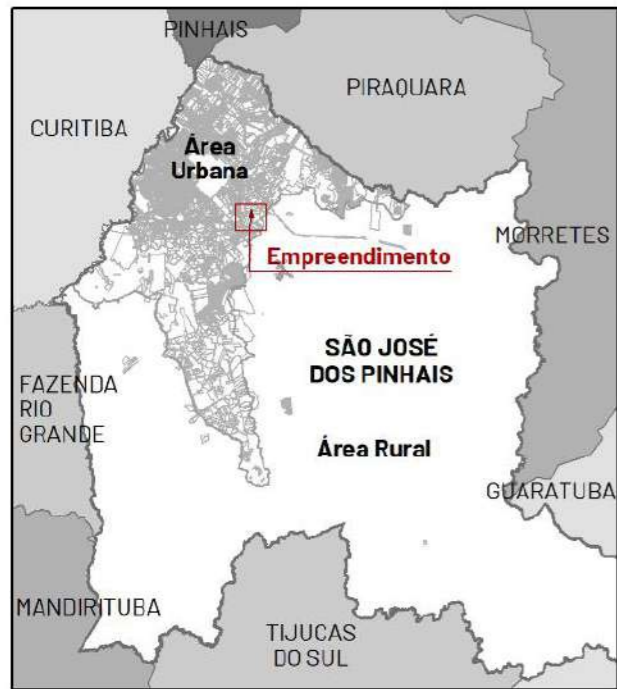 PINHAIS
PIRAQUARA
CURITIBA
Área
Urbana
MORRETES
Empreendimento
SÃO JOSÉ
DOS PINHAIS
FAZENDA
RIO
GRANDE
Área Rural
GUARATUBA
MANDIRITUBA
TIJUCAS
DO SUL